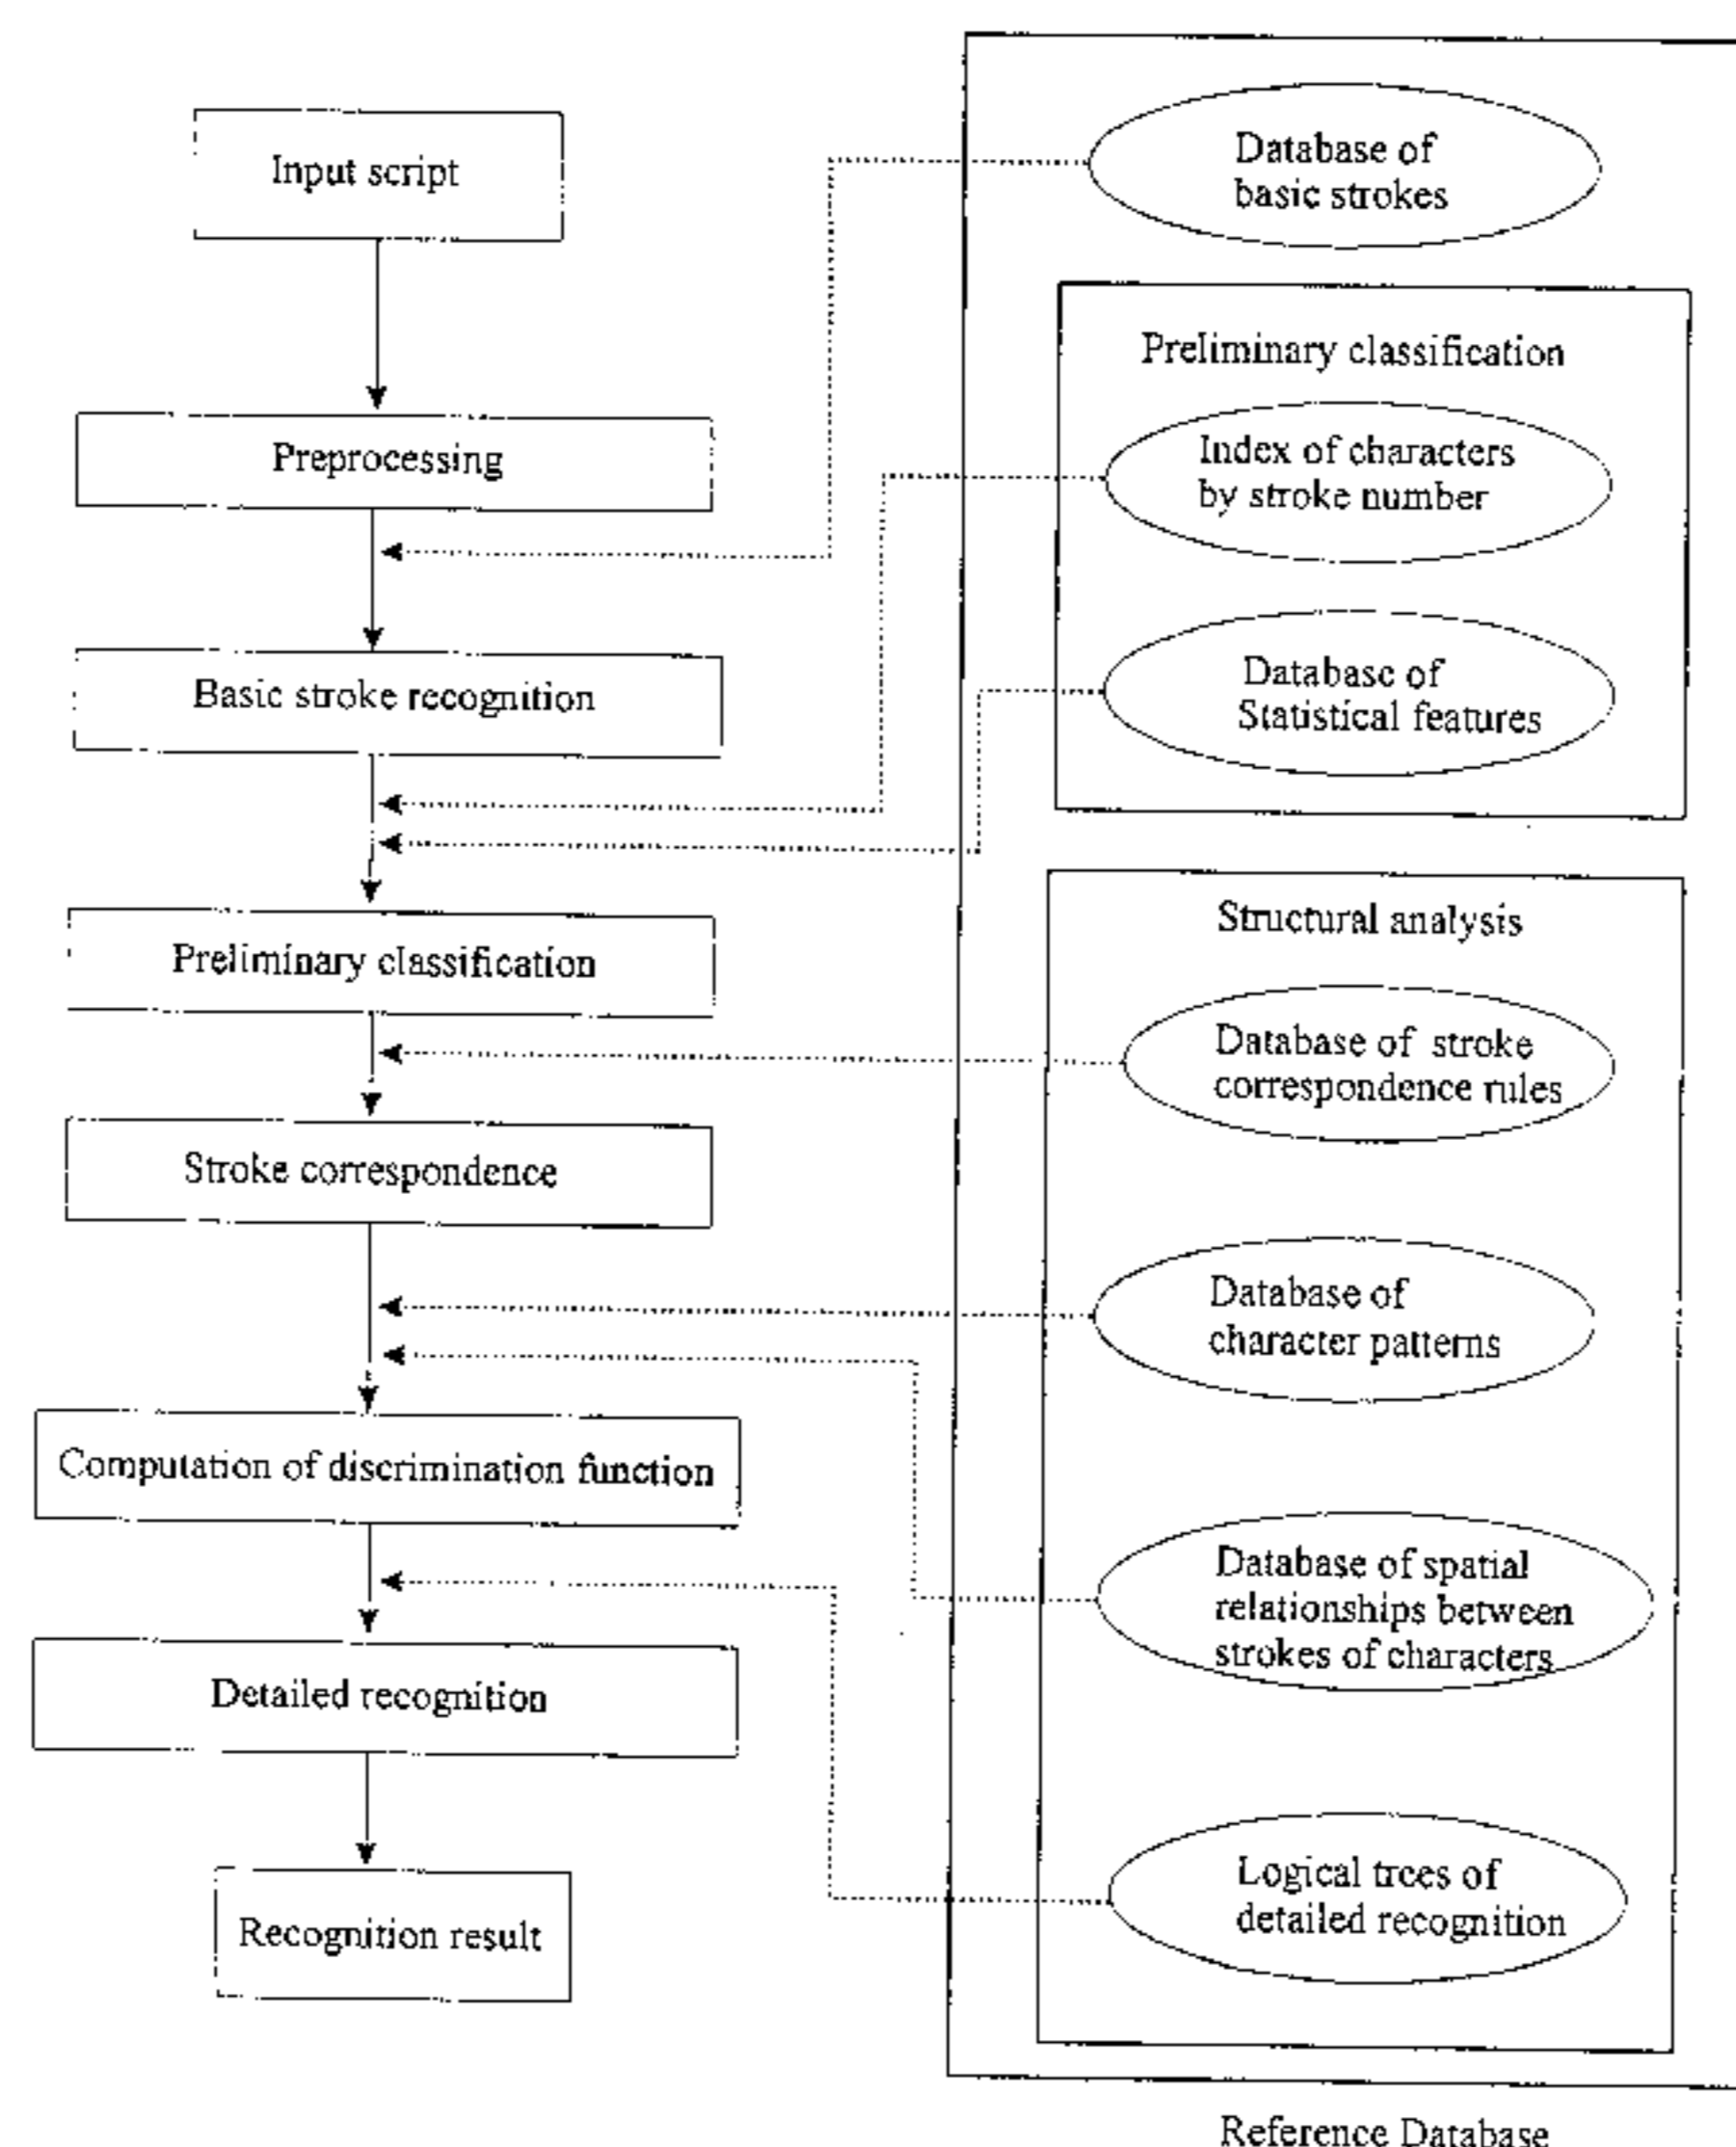 Input script
Preprocessing
Basic stroke recognition
Preliminary classification
Stroke correspondence
Computation of discrimination function
Detailed recognition
Recognition result
Database of
basic strokes
Preliminary classification
Index of characters
by stroke number
Database of
Statistical features
Structural analysis
Database of stroke
correspondence rules
Database of
character patterns
Database of spatial
relationships between
strokes of characters
Logical trees of
detailed recognition
Reference Database